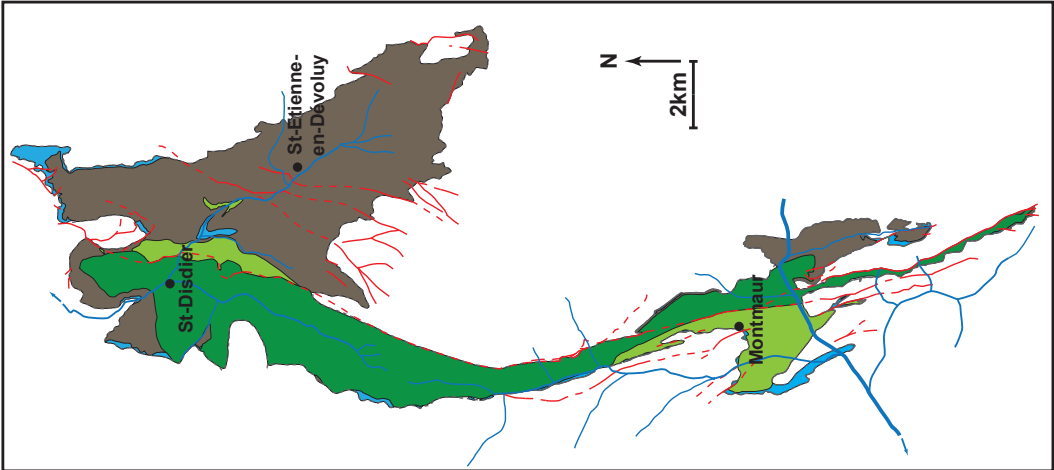 St-Etienne-
en-Dévoluy
N
2km
St-Disdier
Montmaur